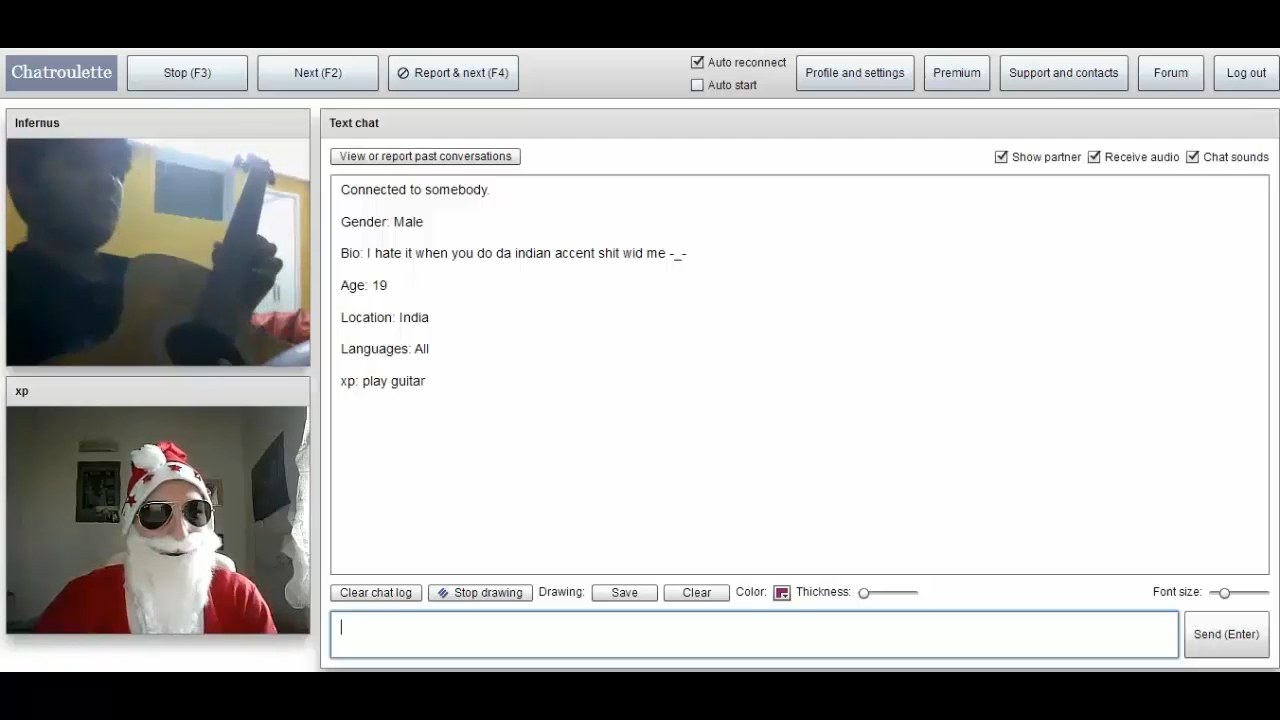 Chatroulette
Stop (F3)
Next (F2)
Report & next (F4)
Auto reconnect
Auto start
Profile and settings
Premium
Support and contacts
Forum
Log out
Infernus
Text chat
View or report past conversations
Show partner
Receive audio
Chat sounds
Connected to somebody.
Gender: Male
Bio: I hate it when you do da indian accent shit wid me -_-
Age: 19
Location: India
Languages: All
xp: play guitar
xp
Clear chat log
Stop drawing
Drawing:
Save
Clear
Color:
Thickness:
Font size:
Send (Enter)